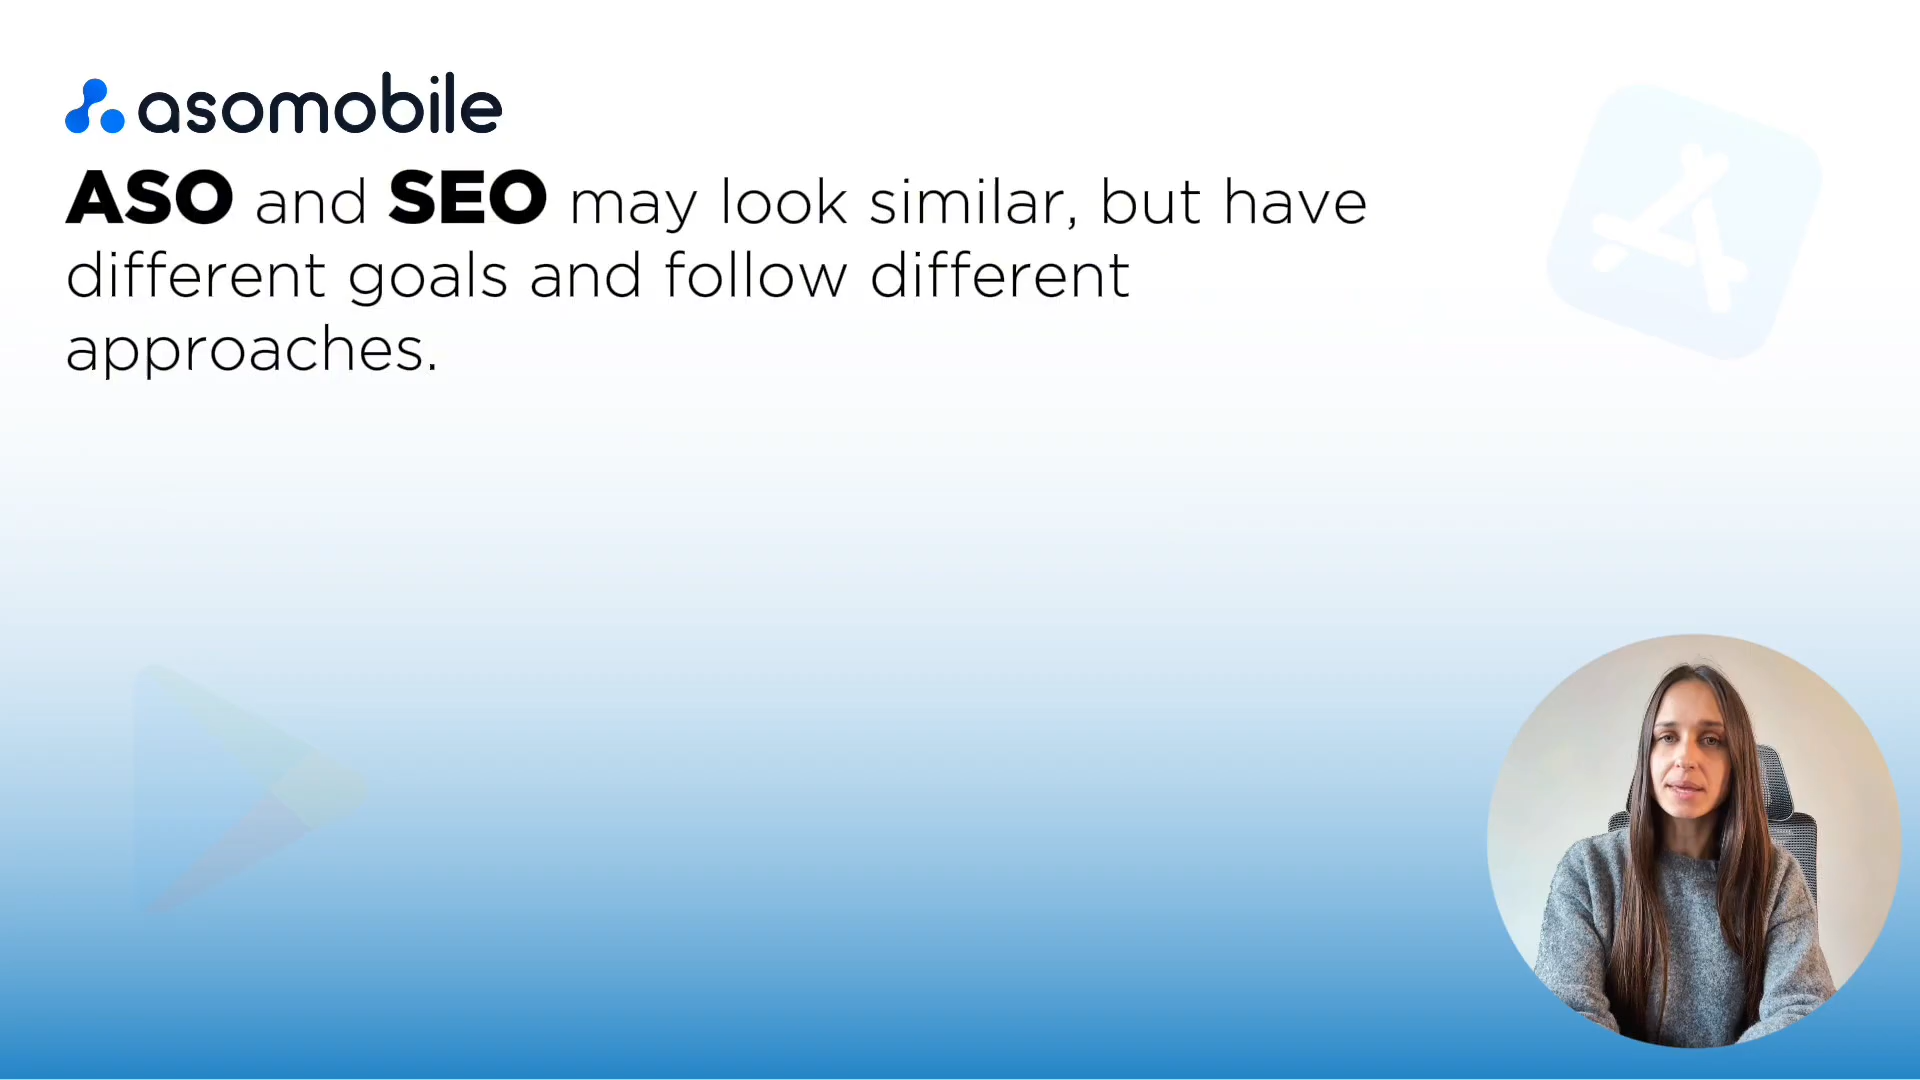 asomobile
ASO and SEO may look similar, but have
different goals and follow different
approaches.